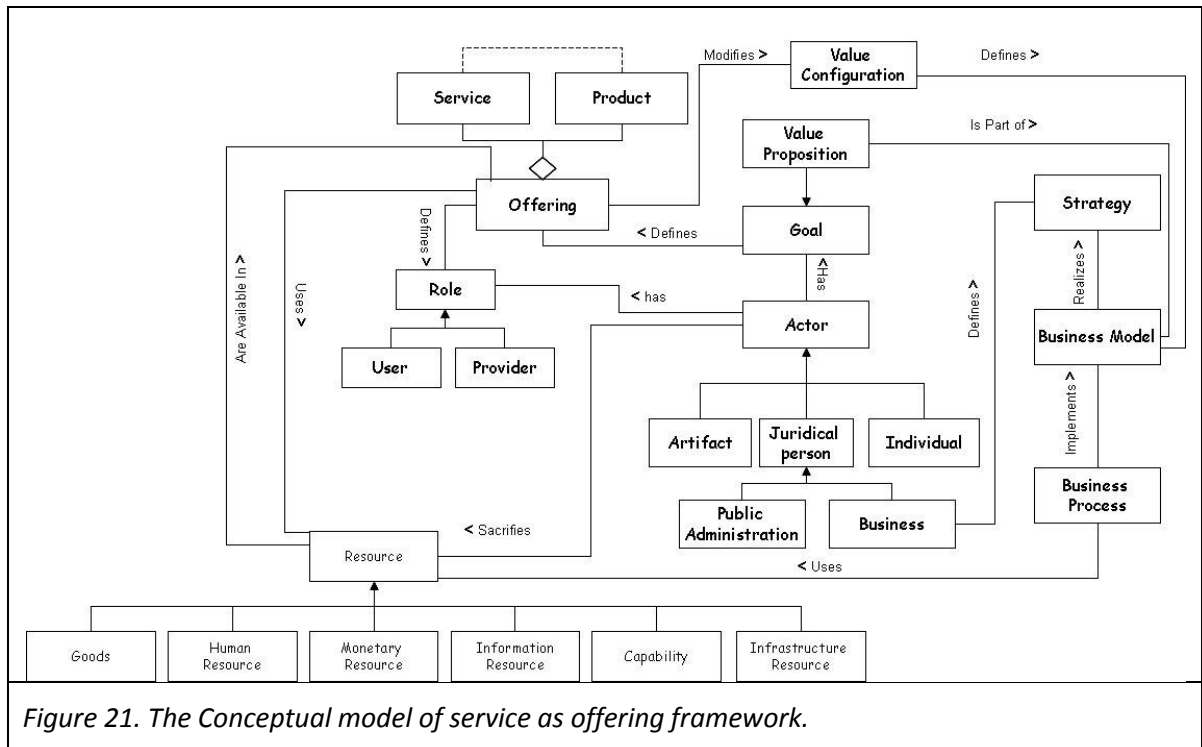 Modifies >
Value
Configuration
Defines >
Service
Product
Is Part of >
Value
Proposition
Offering
Strategy
Defines >
< Defines
Goal
Are Available In >
Uses >
<Has
Role
< has
Defines >
Realizes >
Actor
Business Model
User
Provider
Implements >
Artifact
Juridical
person
Individual
Business
Process
Public
Administration
Business
< Sacrifies
Resource
< Uses
Goods
Human
Resource
Monetary
Resource
Information
Resource
Capability
Infrastructure
Resource
Figure 21. The Conceptual model of service as offering framework.